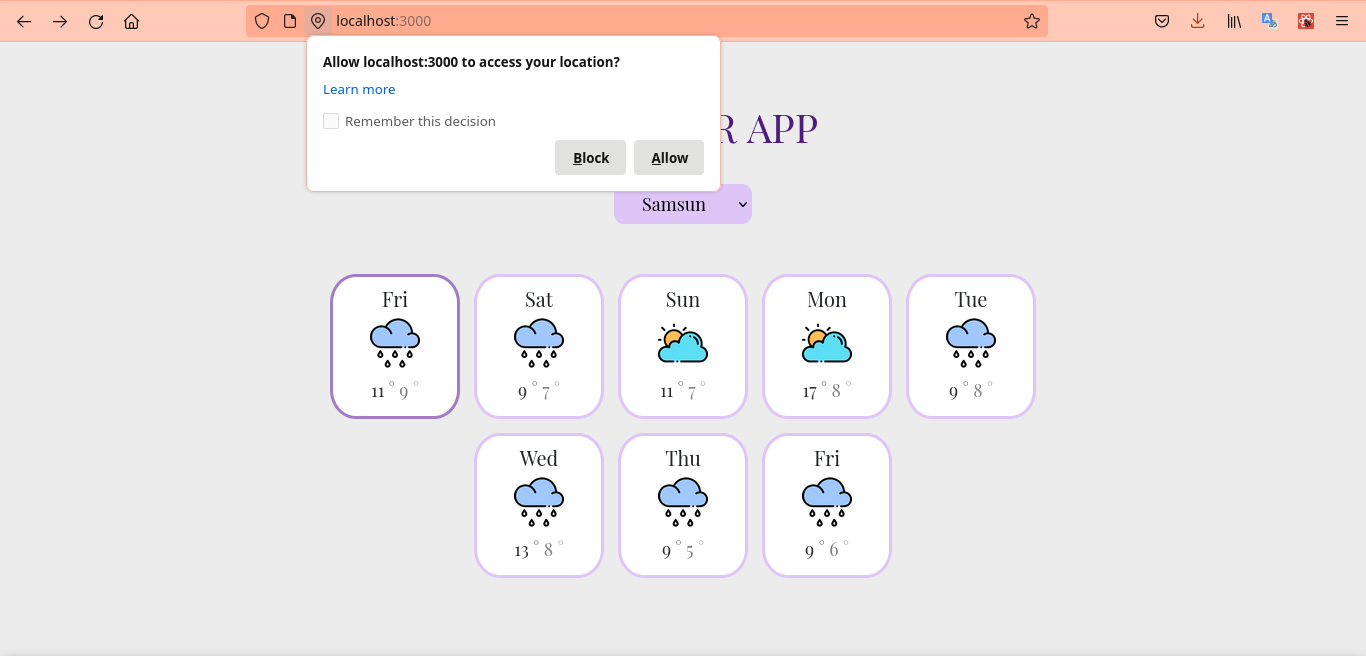 localhost:3000
Allow localhost:3000 to access your location?
Learn more
Remember this decision
Block Allow
APP
Samsun
Fri Sat Sun Mon Tue
11° 9° 9° 7° 11° 7° 17° 8° 9° 8°
Wed Thu Fri
13° 8° 9° 5° 9° 6°